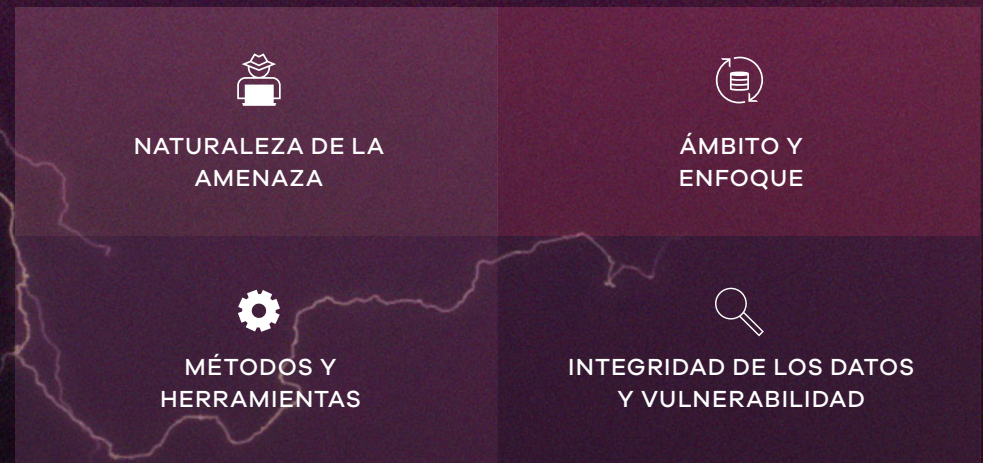 NATURALEZA DE LA
AMENAZA
ÁMBITO Y
ENFOQUE
MÉTODOS Y
HERRAMIENTAS
INTEGRIDAD DE LOS DATOS
Y VULNERABILIDAD